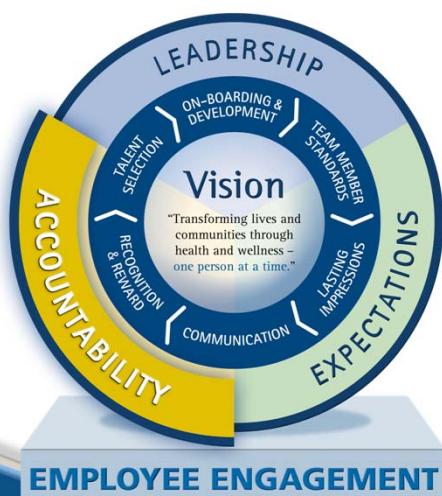 LEADERSHIP
ON-BOARDING &
DEVELOPMENT
TEAM MEMBER
STANDARDS
LASTING
IMPRESSIONS
COMMUNICATION
RECOGNITION
& REWARD
TALENT
SELECTION
Vision
“Transforming lives and
communities through
health and wellness –
one person at a time.”
ACCOUNTABILITY
EXPECTATIONS
EMPLOYEE ENGAGEMENT